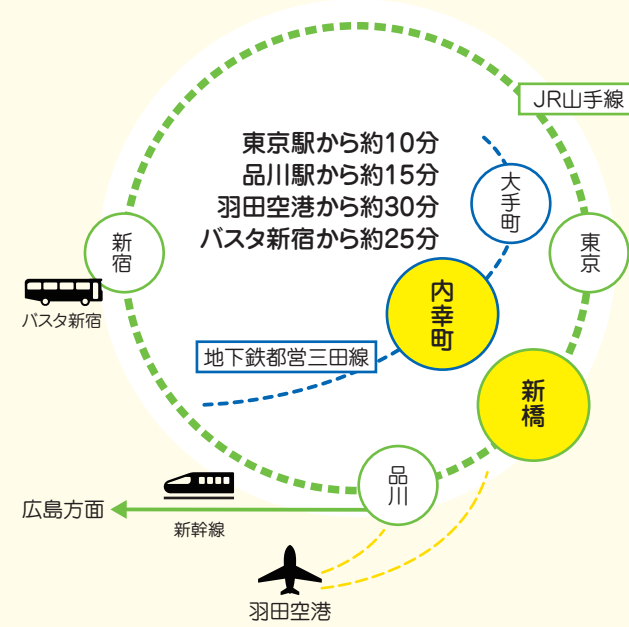 JR山手線
東京駅から約10分
品川駅から約15分
羽田空港から約30分
バスタ新宿から約25分
大手町
新宿
東京
バスタ新宿
内幸町
地下鉄都営三田線
新橋
品川
広島方面
新幹線
羽田空港